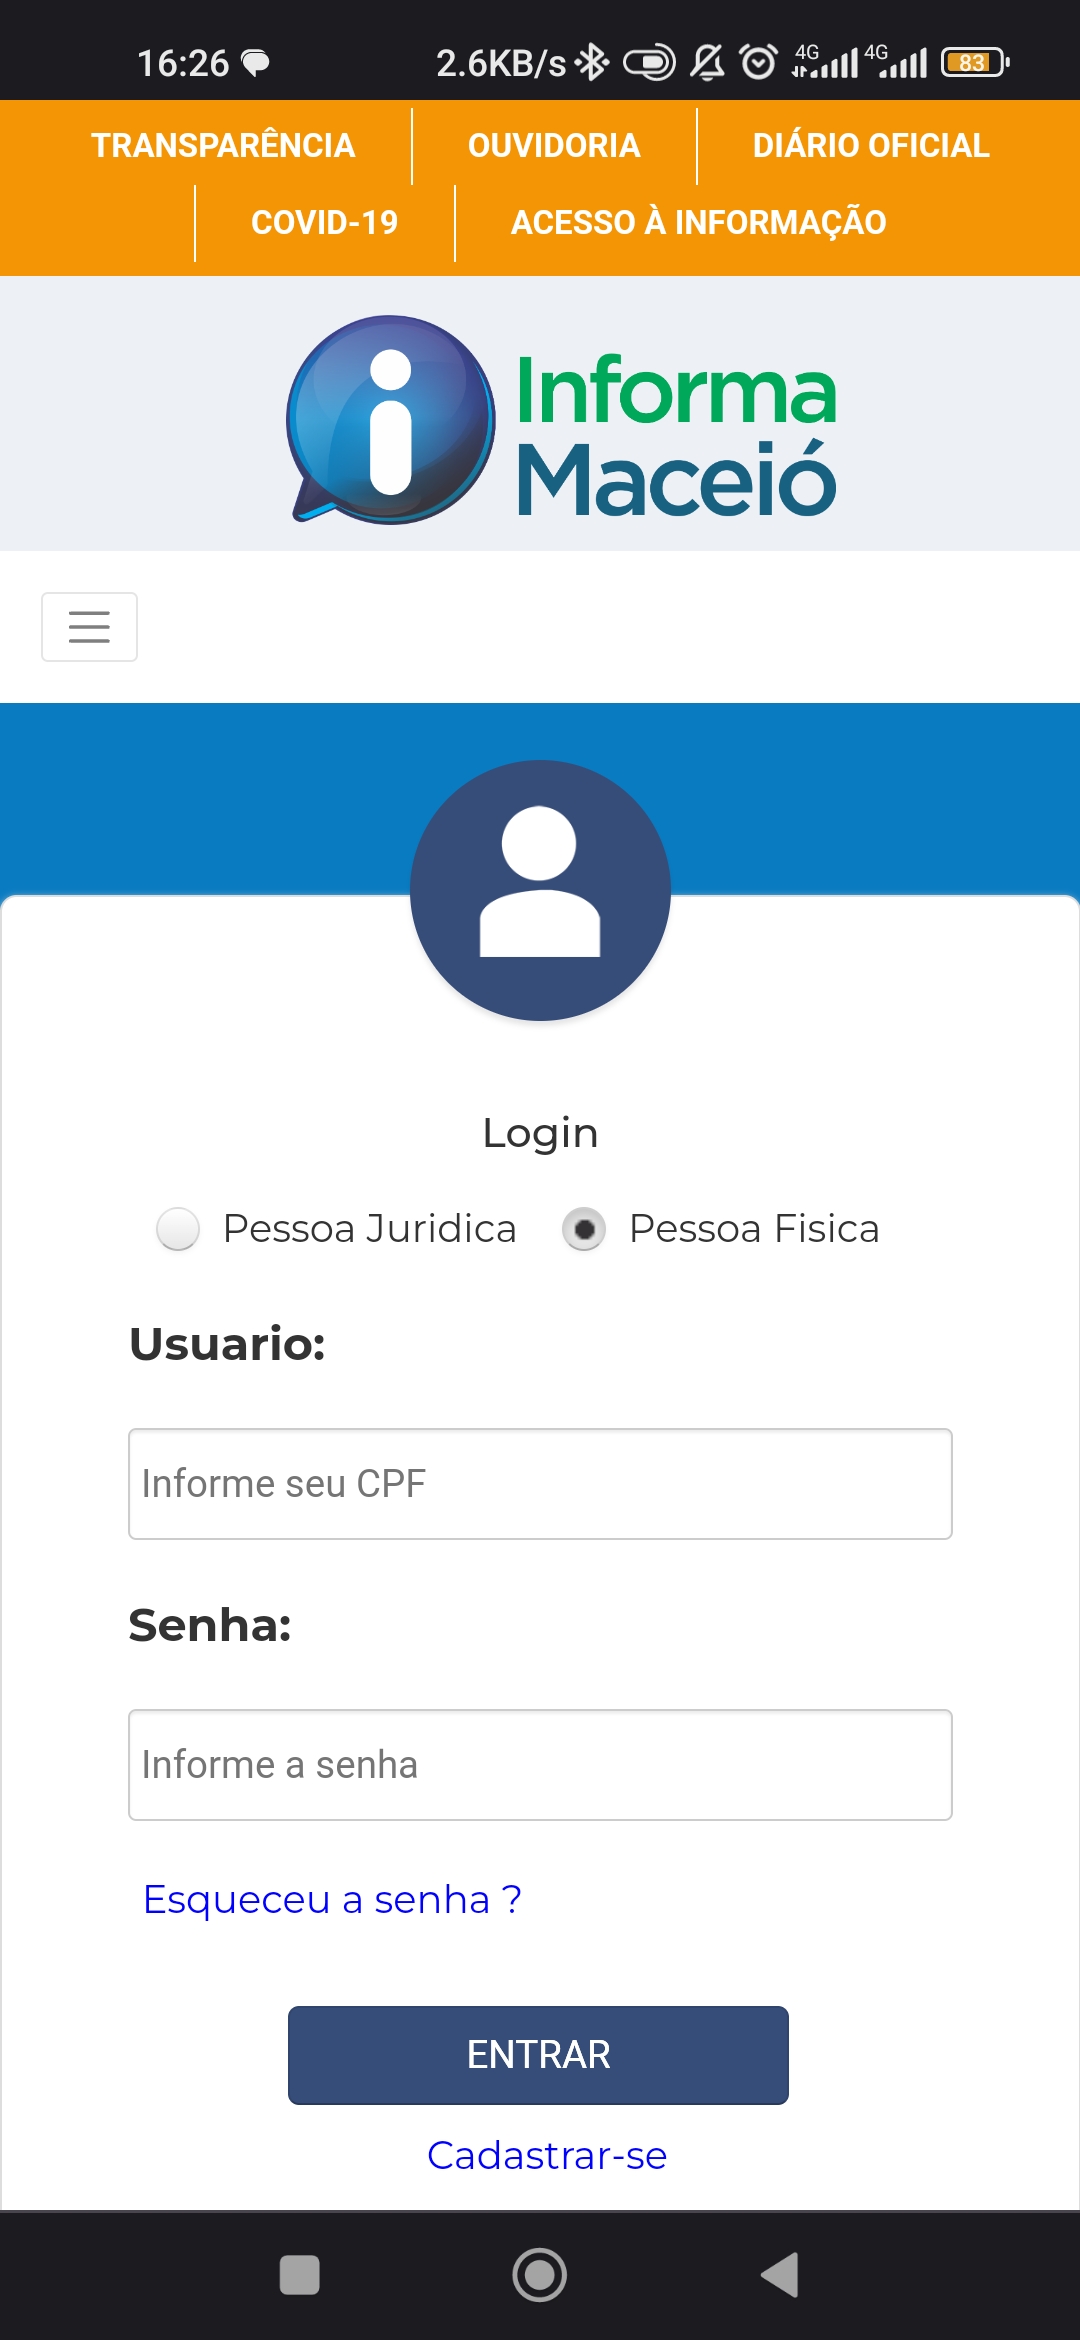 16:26 2.6KB/s 4G 4G 83
TRANSPARÊNCIA OUVIDORIA DIÁRIO OFICIAL
COVID-19 ACESSO À INFORMAÇÃO
Informa
Maceió
Login
Pessoa Juridica Pessoa Fisica
Usuario:
Informe seu CPF
Senha:
Informe a senha
Esqueceu a senha ?
ENTRAR
Cadastrar-se